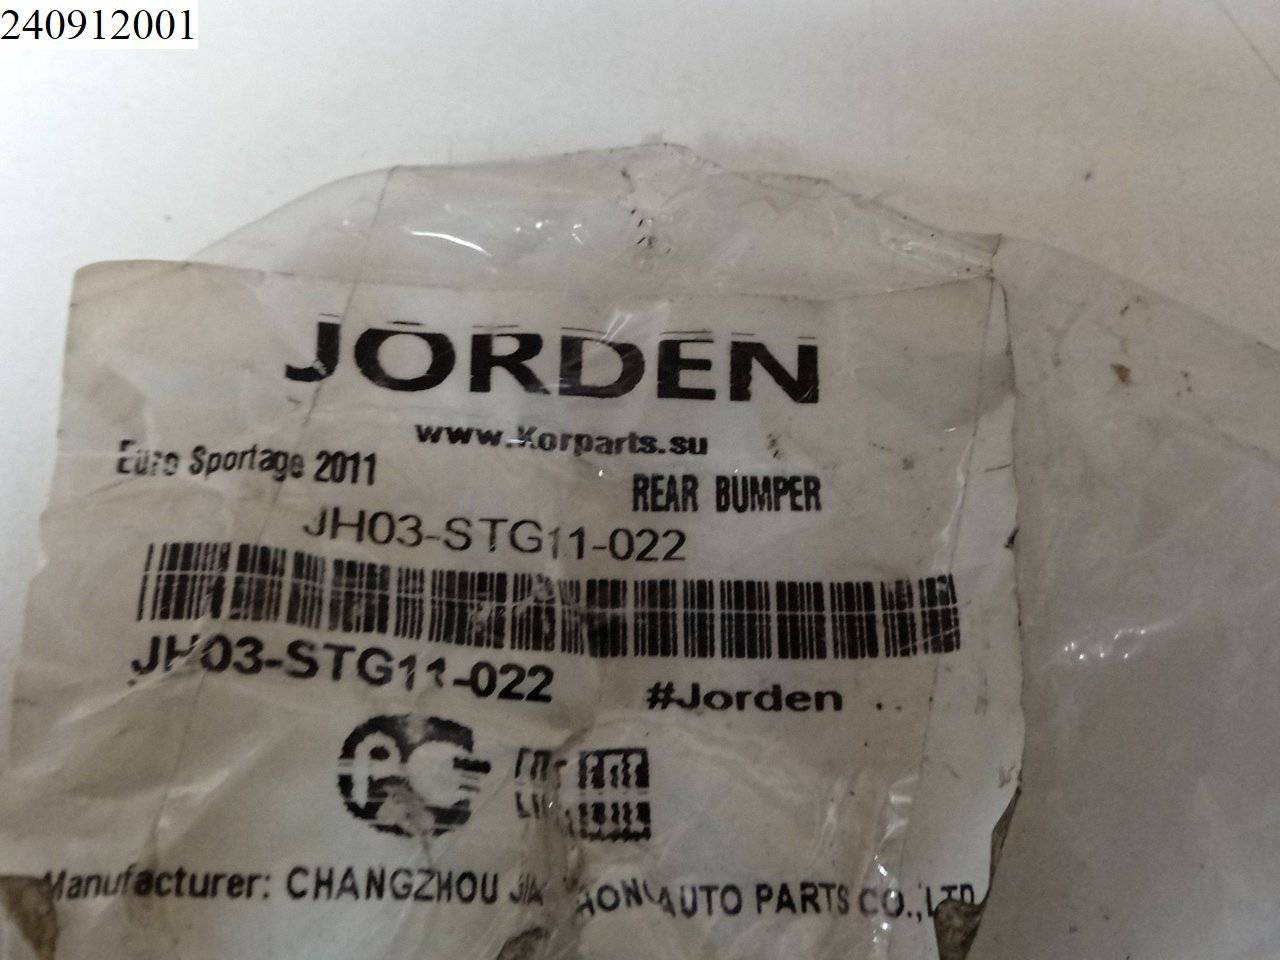 240912001
JORDEN
www.Korparts.su
Euro Sportage 2011
REAR BUMPER
JH03-STG11-022
JH03-STG11-022
#Jorden
Manufacturer: CHANGZHOU AUTO PARTS CO.,LTD